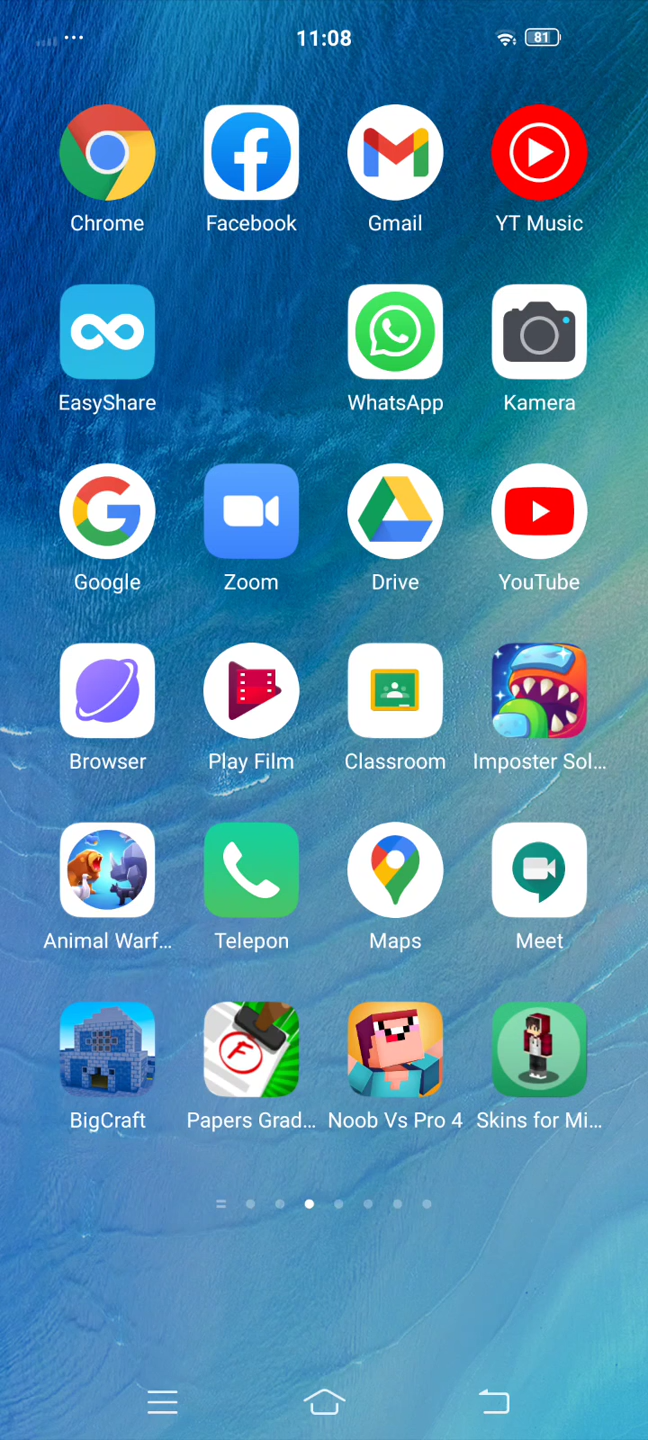 11:08 81
Chrome Facebook Gmail YT Music
EasyShare WhatsApp Kamera
Google Zoom Drive YouTube
Browser Play Film Classroom Imposter Sol...
Animal Warf... Telepon Maps Meet
F
BigCraft Papers Grad... Noob Vs Pro 4 Skins for Mi...